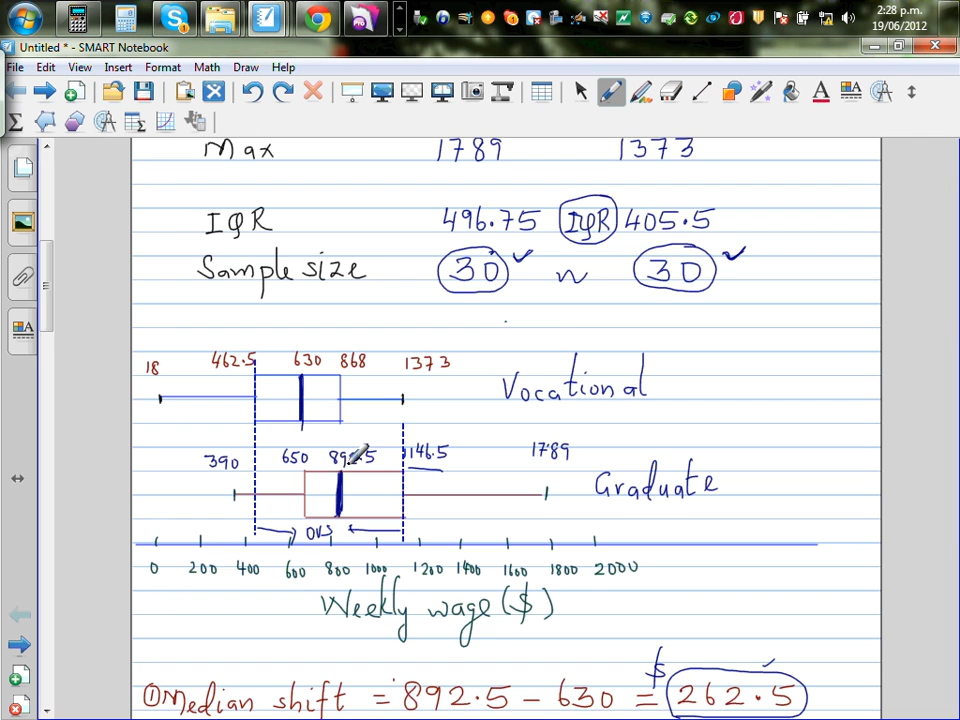 2:28 p.m.
19/06/2012
Untitled * - SMART Notebook
File Edit View Insert Format Math Draw Help
Max 1789 1373
IQR 496.75 IQR 405.5
Sample size 30 n 30
18 462.5 630 868 1373
Vocational
390 650 892.5 1146.5 1789
Graduate
OVS
0 200 400 600 800 1000 1200 1400 1600 1800 2000
Weekly wage ($)
① Median shift = 892.5 - 630 = $ 262.5